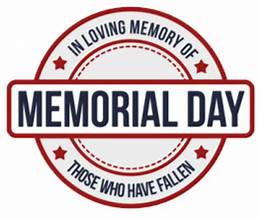 IN LOVING MEMORY OF
MEMORIAL DAY
THOSE WHO HAVE FALLEN